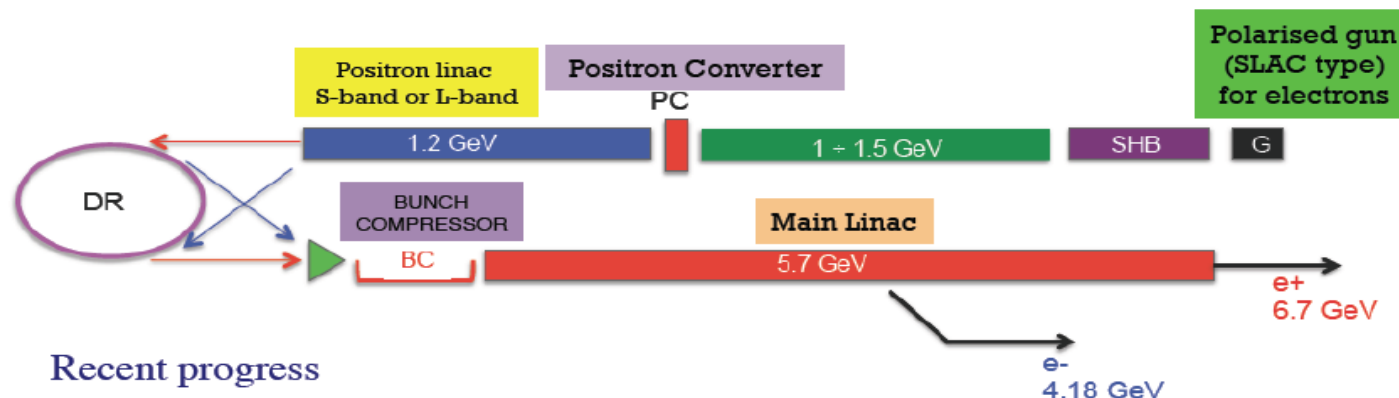 Polarised gun
(SLAC type)
for electrons
Positron linac
S-band or L-band
Positron Converter
PC
1.2 GeV
1 ÷ 1.5 GeV
SHB
G
DR
BUNCH
COMPRESSOR
BC
Main Linac
5.7 GeV
e+
6.7 GeV
e-
4.18 GeV
Recent progress